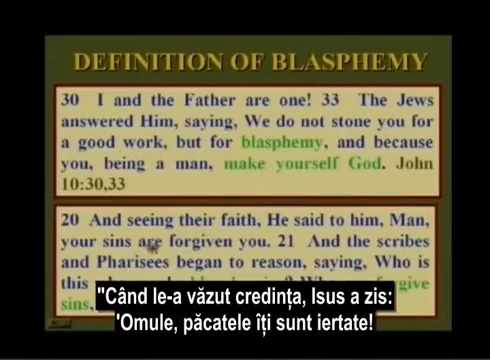 DEFINITION OF BLASPHEMY
30 I and the Father are one! 33 The Jews
answered Him, saying, We do not stone you for
a good work, but for blasphemy, and because
you, being a man, make yourself God. John
10:30,33
20 And seeing their faith, He said to him, Man,
your sins are forgiven you. 21 And the scribes
and Pharisees began to reason, saying, Who is
this
sins,
"Când le-a văzut credința, Isus a zis:
'Omule, păcatele îți sunt iertate!